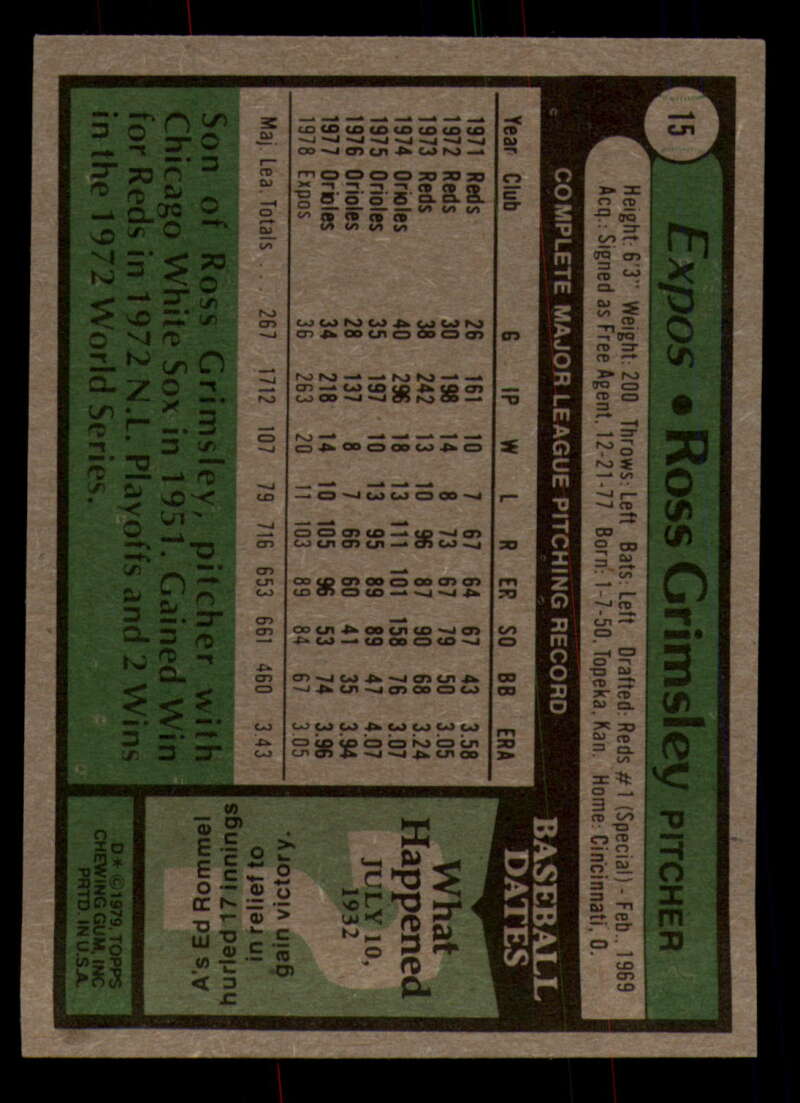 15
Expos • Ross Grimsley PITCHER
Height: 6'3" Weight: 200 Throws: Left Bats: Left Drafted: Reds #1 (Special) - Feb., 1969
Acq.: Signed as Free Agent, 12-21-77 Born: 1-7-50, Topeka, Kan. Home: Cincinnati, O.
COMPLETE MAJOR LEAGUE PITCHING RECORD
Year Club G IP W L R ER SO BB ERA
1971 Reds 26 161 10 7 67 64 67 43 3.58
1972 Reds 30 198 14 8 73 67 79 50 3.05
1973 Reds 38 242 13 10 96 87 90 68 3.24
1974 Orioles 40 296 18 13 111 101 158 76 3.07
1975 Orioles 35 197 10 13 95 89 89 47 4.07
1976 Orioles 28 137 8 7 66 60 41 35 3.94
1977 Orioles 34 218 14 10 105 96 53 74 3.96
1978 Expos 36 263 20 11 103 89 84 67 3.05
Maj. Lea. Totals . . . 267 1712 107 79 716 653 661 460 3.43
Son of Ross Grimsley, pitcher with
Chicago White Sox in 1951. Gained Win
for Reds in 1972 N.L. Playoffs and 2 Wins
in the 1972 World Series.
BASEBALL
DATES
What
Happened
JULY 10,
1932
A's Ed Rommel
hurled 17 innings
in relief to
gain victory.
D* © 1979, TOPPS
CHEWING GUM, INC
PRTD. IN U.S.A.